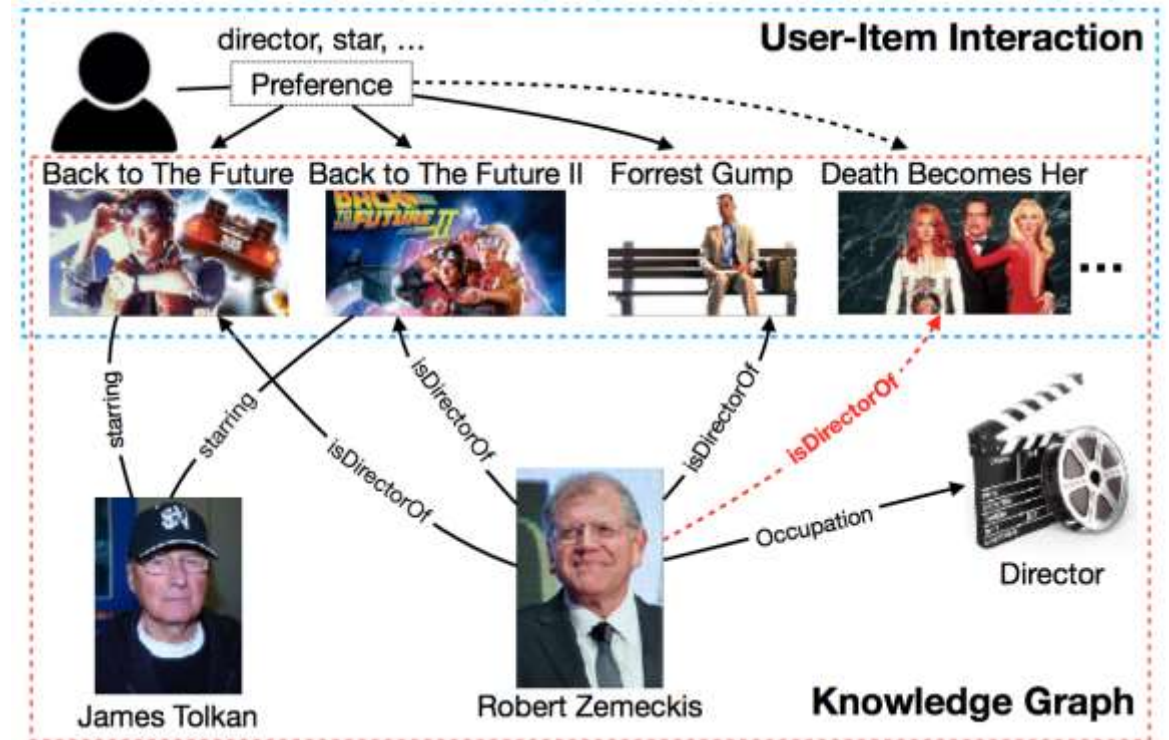 director, star, ...
User-Item Interaction
Preference
Back to The Future
Back to The Future II
Forrest Gump
Death Becomes Her
BACK
TO THE
FUTURE
II
...
starring
starring
isDirectorOf
isDirectorOf
isDirectorOf
isDirectorOf
Occupation
Director
James Tolkan
Robert Zemeckis
Knowledge Graph